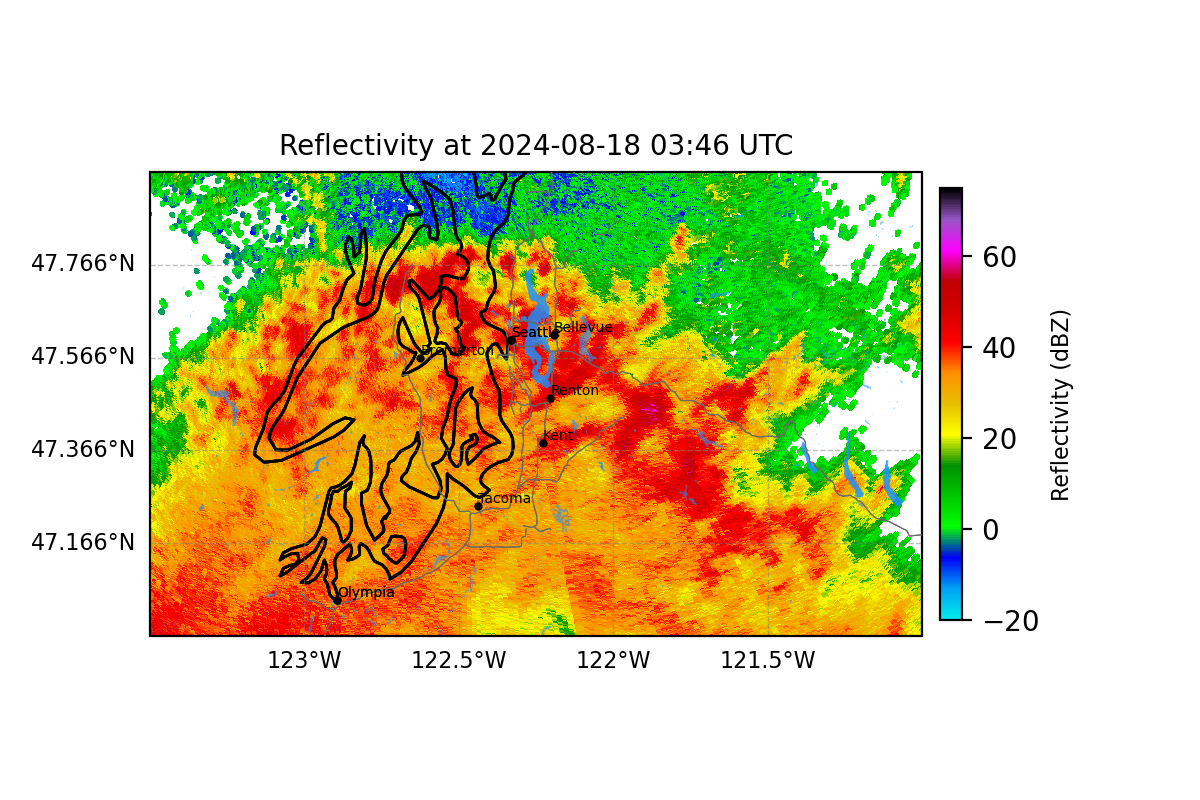 Reflectivity at 2024-08-18 03:46 UTC
47.766°N
47.566°N
47.366°N
47.166°N
123°W
122.5°W
122°W
121.5°W
Seattle
Bellevue
Bremerton
Renton
Kent
Tacoma
Olympia
60
40
20
0
−20
Reflectivity (dBZ)